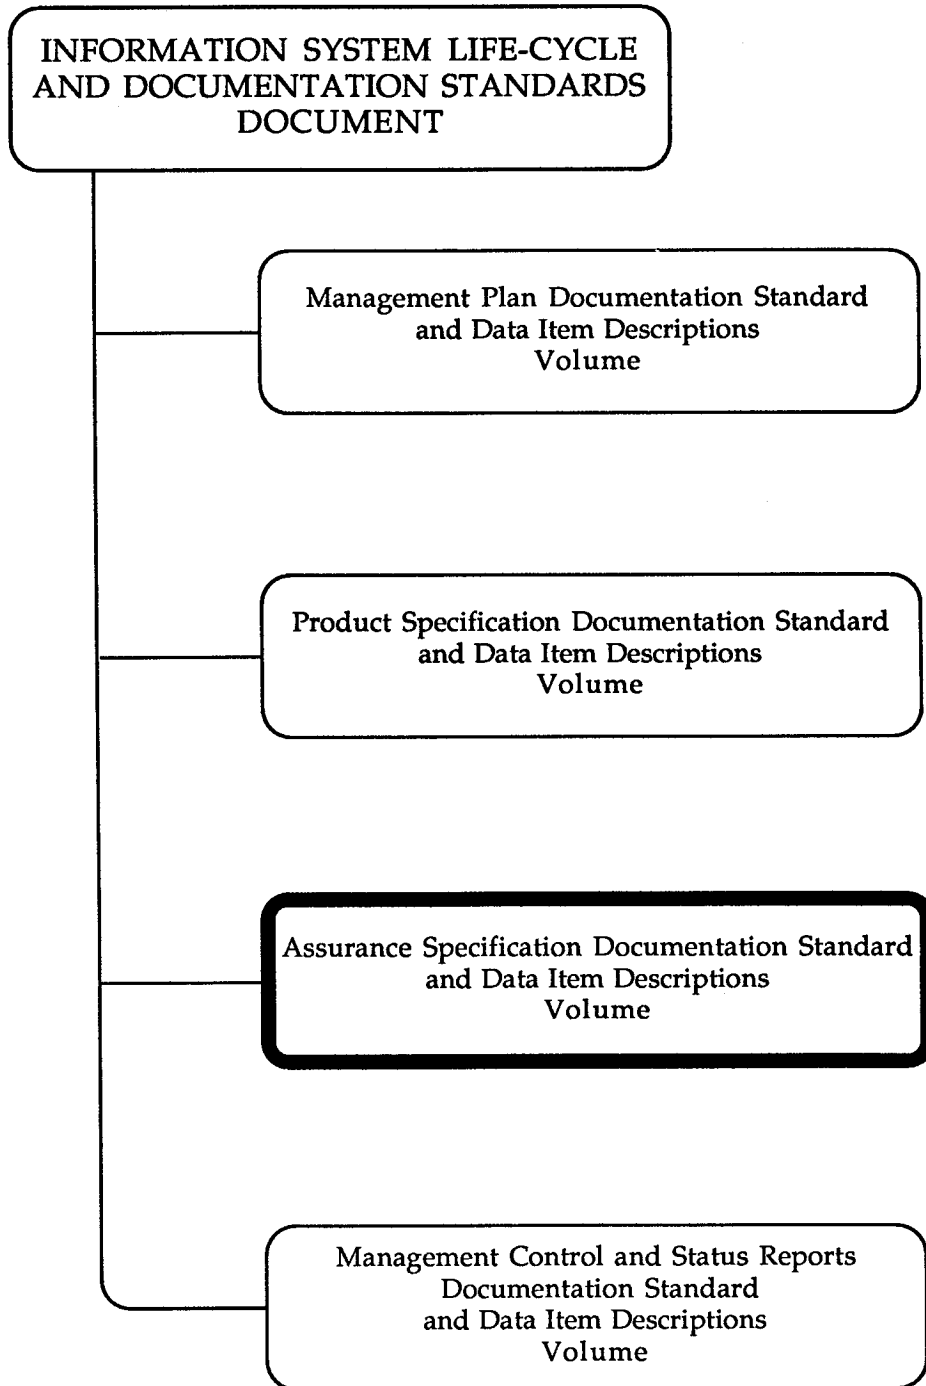 INFORMATION SYSTEM LIFE-CYCLE
AND DOCUMENTATION STANDARDS
DOCUMENT
Management Plan Documentation Standard
and Data Item Descriptions
Volume
Product Specification Documentation Standard
and Data Item Descriptions
Volume
Assurance Specification Documentation Standard
and Data Item Descriptions
Volume
Management Control and Status Reports
Documentation Standard
and Data Item Descriptions
Volume